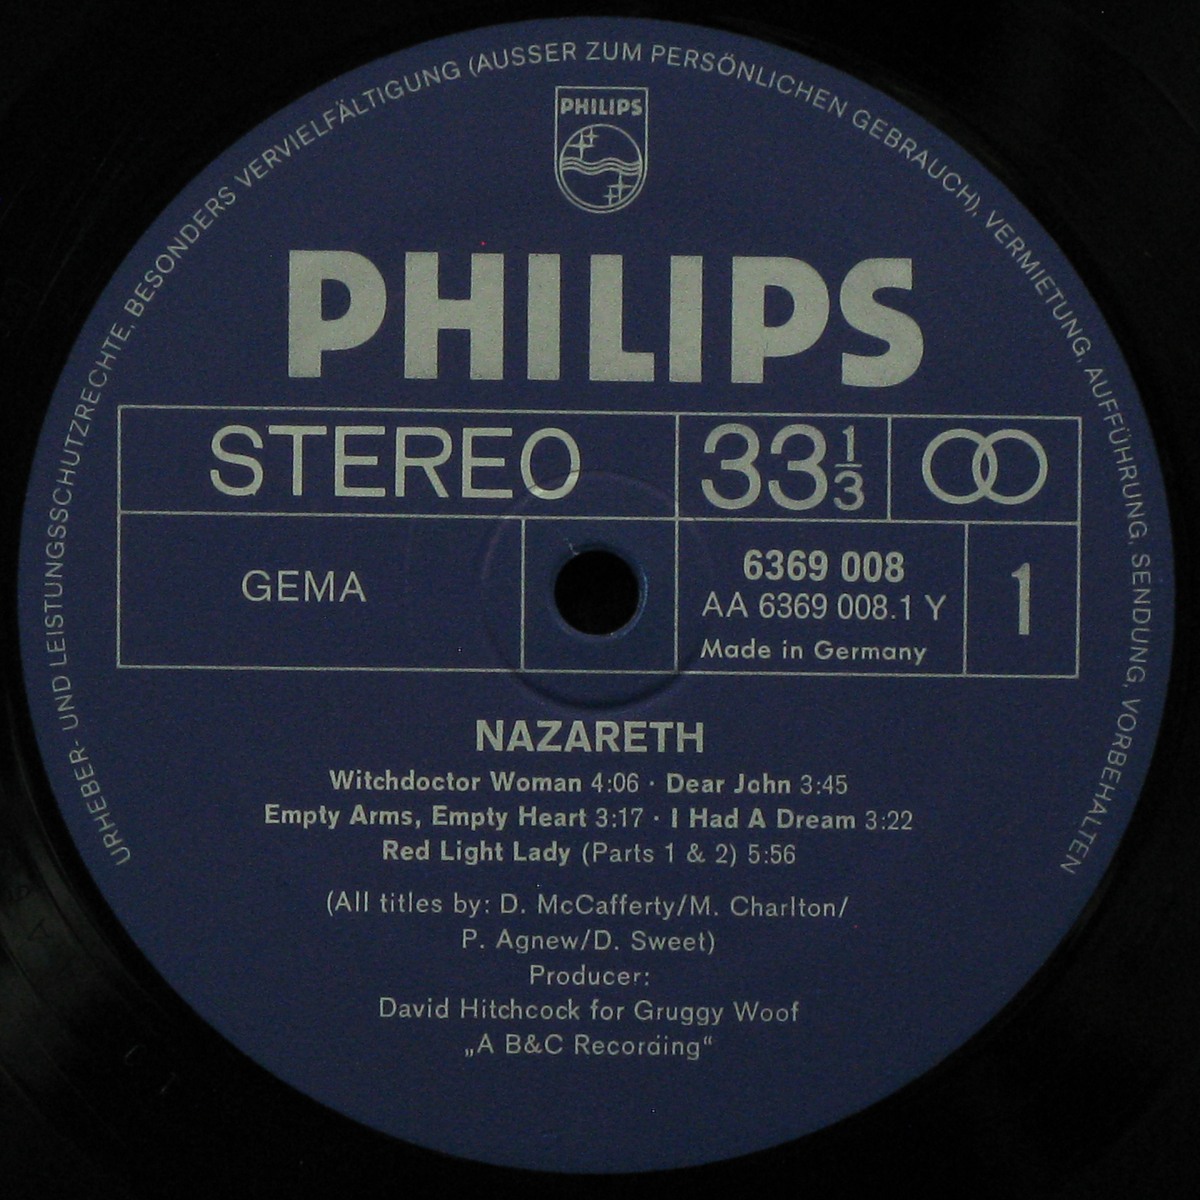 URHEBER- UND LEISTUNGSSCHUTZRECHTE, BESONDERS VERVIELFÄLTIGUNG (AUSSER ZUM PERSÖNLICHEN GEBRAUCH), VERMIETUNG, AUFFÜHRUNG, SENDUNG, VORBEHALTEN
PHILIPS
PHILIPS
STEREO 33 1/3
GEMA
6369 008
AA 6369 008.1 Y
Made in Germany
1
NAZARETH
Witchdoctor Woman 4:06 · Dear John 3:45
Empty Arms, Empty Heart 3:17 · I Had A Dream 3:22
Red Light Lady (Parts 1 & 2) 5:56
(All titles by: D. McCafferty/M. Charlton/
P. Agnew/D. Sweet)
Producer:
David Hitchcock for Gruggy Woof
„A B&C Recording“